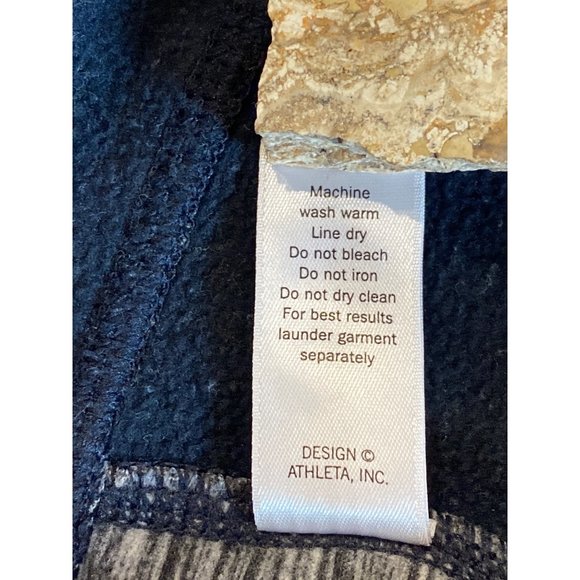 Machine
wash warm
Line dry
Do not bleach
Do not iron
Do not dry clean
For best results
launder garment
separately
DESIGN ©
ATHLETA, INC.